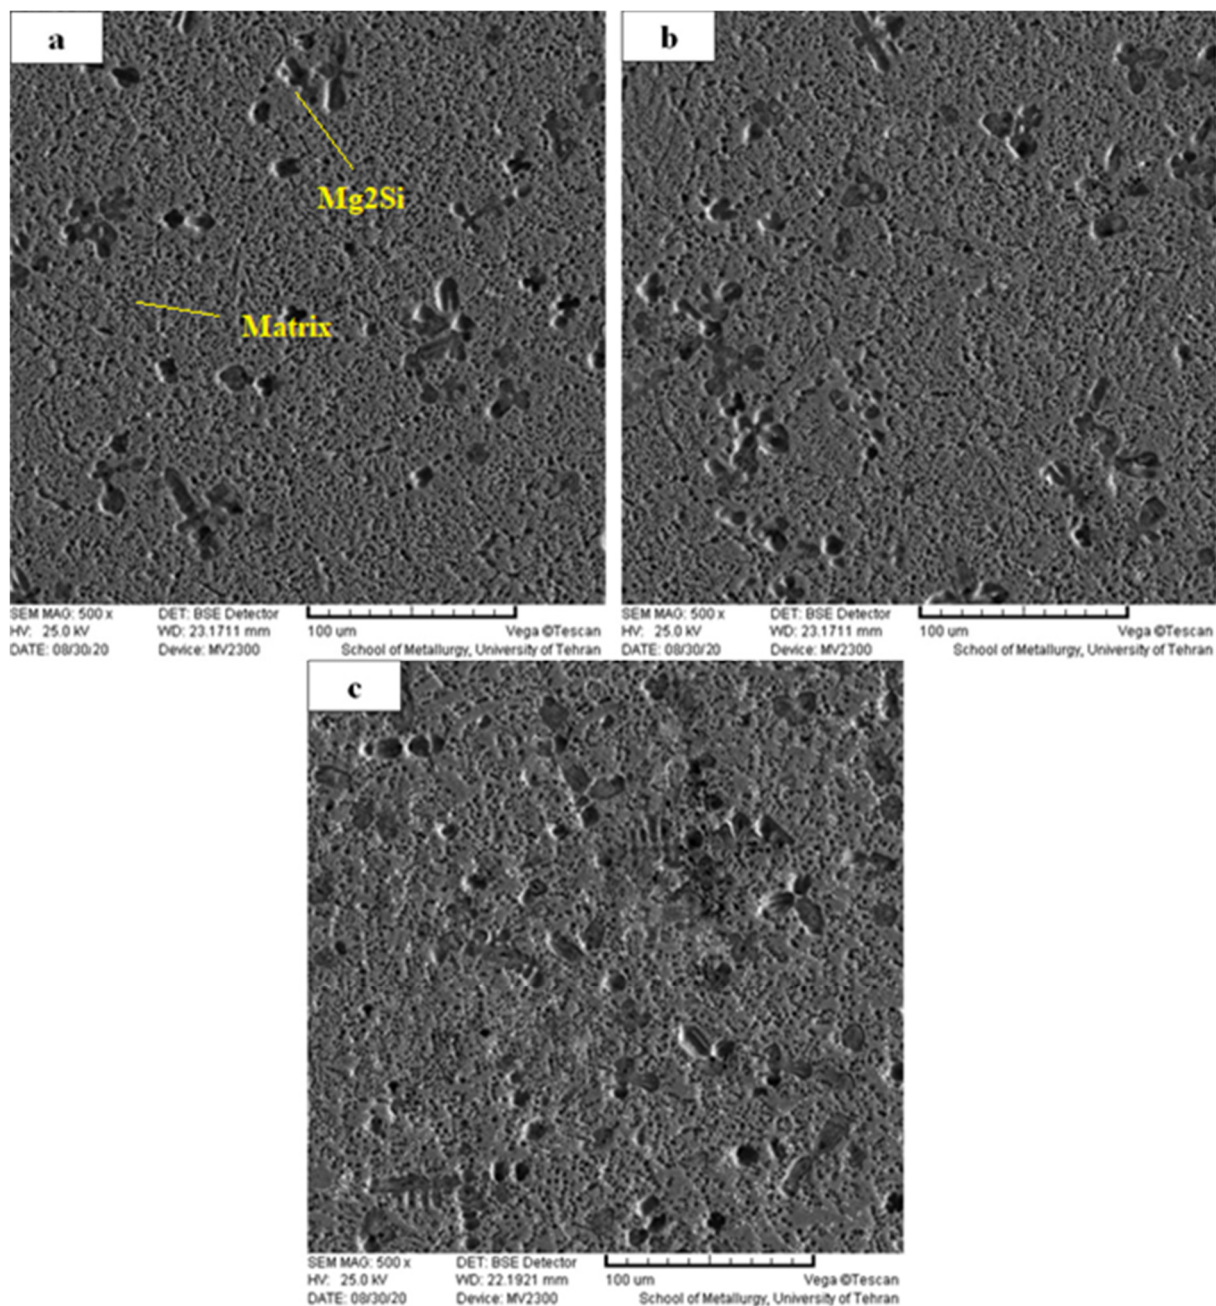 a
b
Mg2Si
Matrix
SEM MAG: 500 x DET: BSE Detector
HV: 25.0 kV WD: 23.1711 mm 100 um Vega ©Tescan
DATE: 08/30/20 Device: MV2300 School of Metallurgy, University of Tehran
SEM MAG: 500 x DET: BSE Detector
HV: 25.0 kV WD: 23.1711 mm 100 um Vega ©Tescan
DATE: 08/30/20 Device: MV2300 School of Metallurgy, University of Tehran
c
SEM MAG: 500 x DET: BSE Detector
HV: 25.0 kV WD: 22.1921 mm 100 um Vega ©Tescan
DATE: 08/30/20 Device: MV2300 School of Metallurgy, University of Tehran